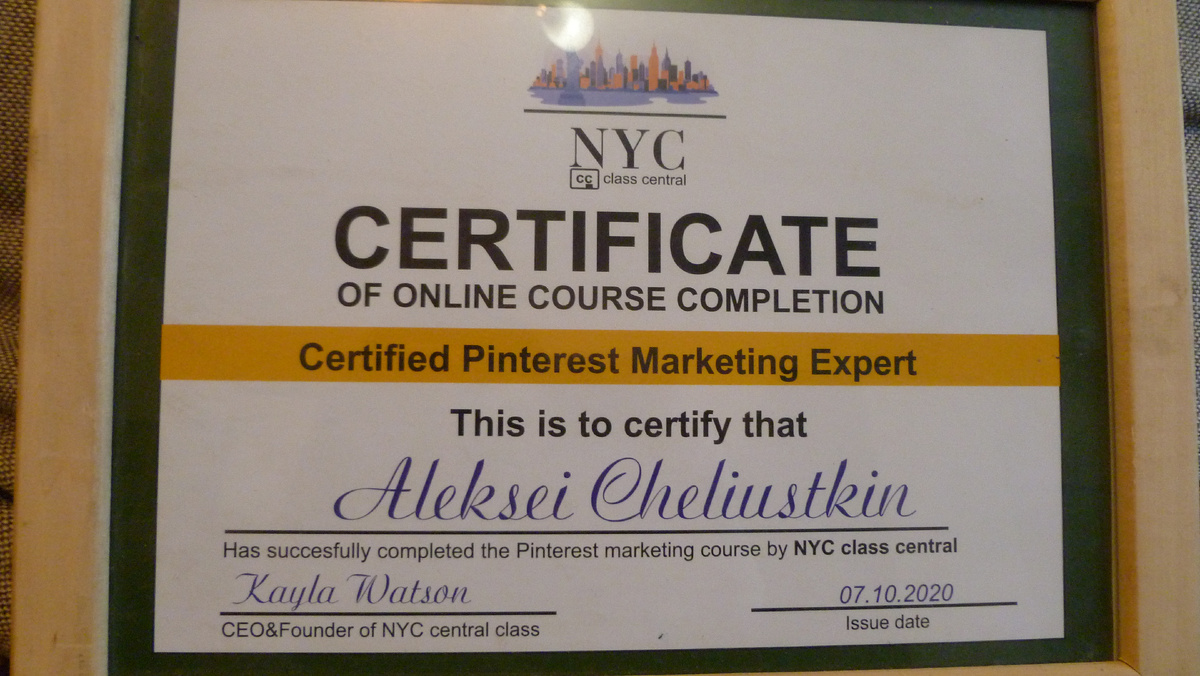 NYC
cc class central
CERTIFICATE
OF ONLINE COURSE COMPLETION
Certified Pinterest Marketing Expert
This is to certify that
Aleksei Cheliustkin
Has succesfully completed the Pinterest marketing course by NYC class central
Kayla Watson
07.10.2020
CEO&Founder of NYC central class
Issue date